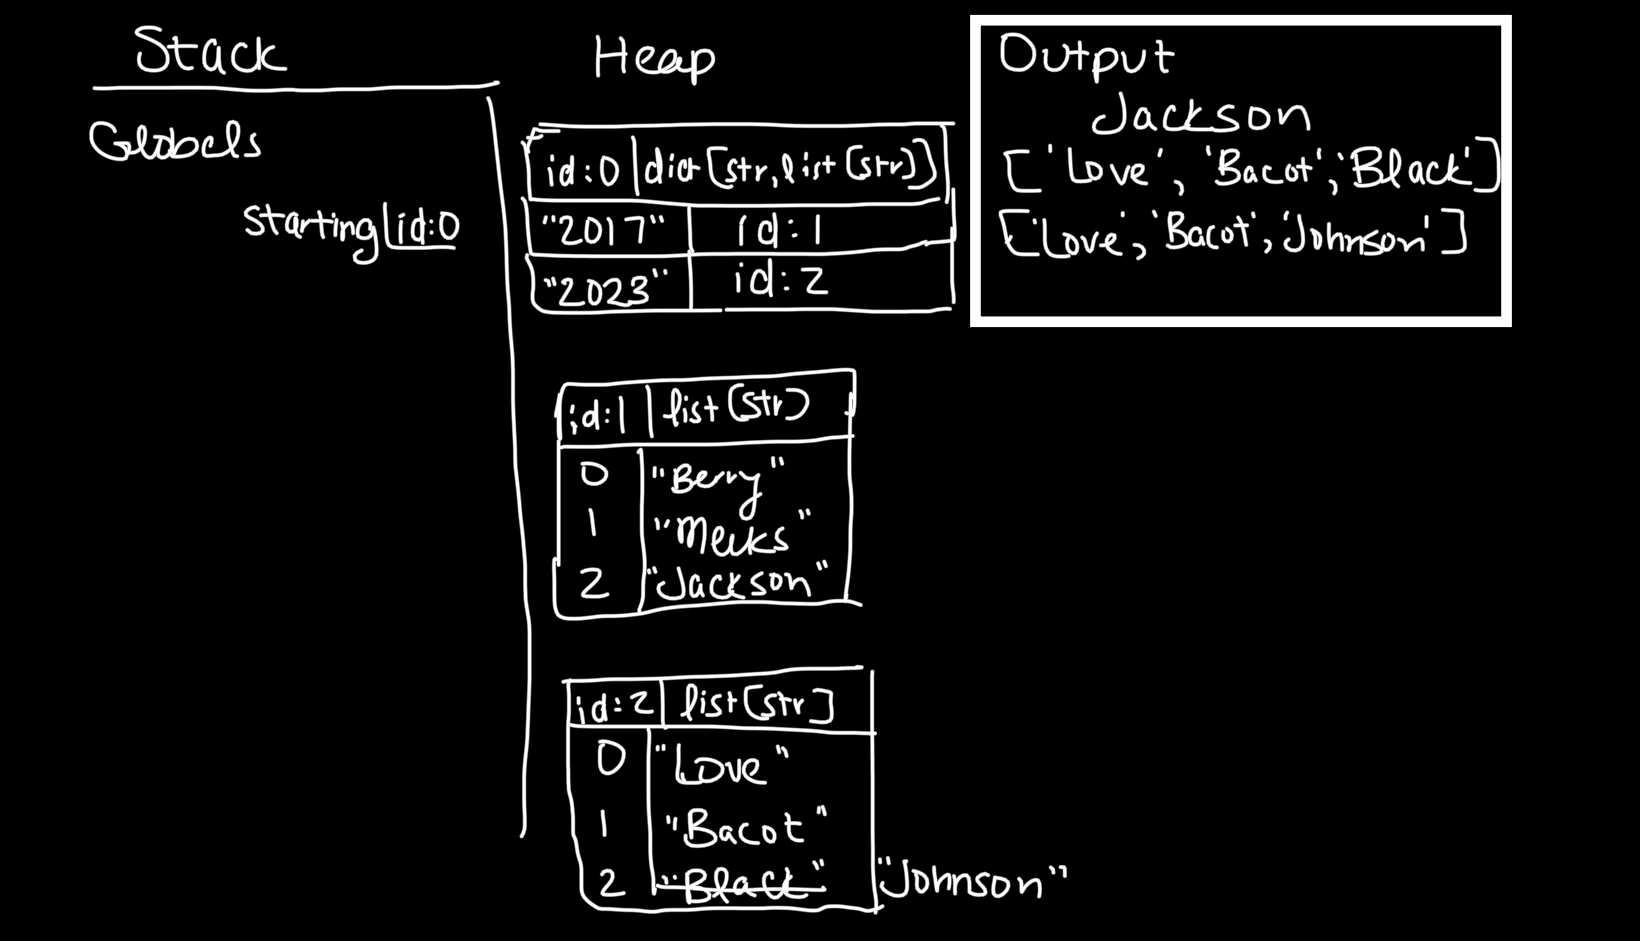 Stack
Globals
starting id:0
Heap
id:0 dict[str, list[str]]
"2017" id:1
"2023" id:2
id:1 list[str]
0 "Berry"
1 "Meeks"
2 "Jackson"
id:2 list[str]
0 "Love"
1 "Bacot"
2 "Black" "Johnson"
Output
Jackson
['Love', 'Bacot', 'Black']
['Love', 'Bacot', 'Johnson']